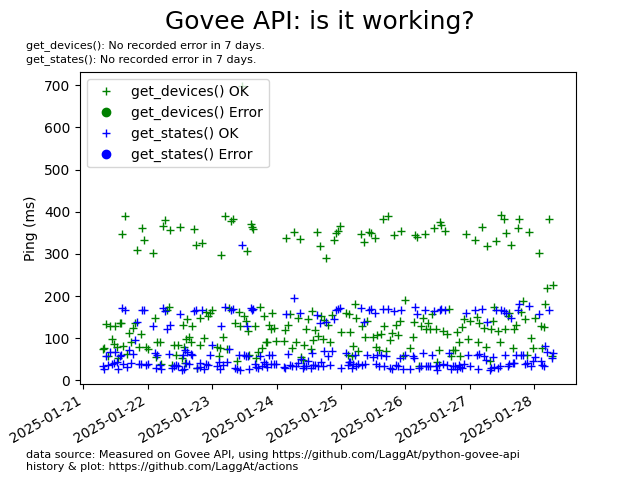 Govee API: is it working?
get_devices(): No recorded error in 7 days.
get_states(): No recorded error in 7 days.
700
600
500
400
300
200
100
0
Ping (ms)
get_devices() OK
get_devices() Error
get_states() OK
get_states() Error
2025-01-21
2025-01-22
2025-01-23
2025-01-24
2025-01-25
2025-01-26
2025-01-27
2025-01-28
data source: Measured on Govee API, using https://github.com/LaggAt/python-govee-api
history & plot: https://github.com/LaggAt/actions